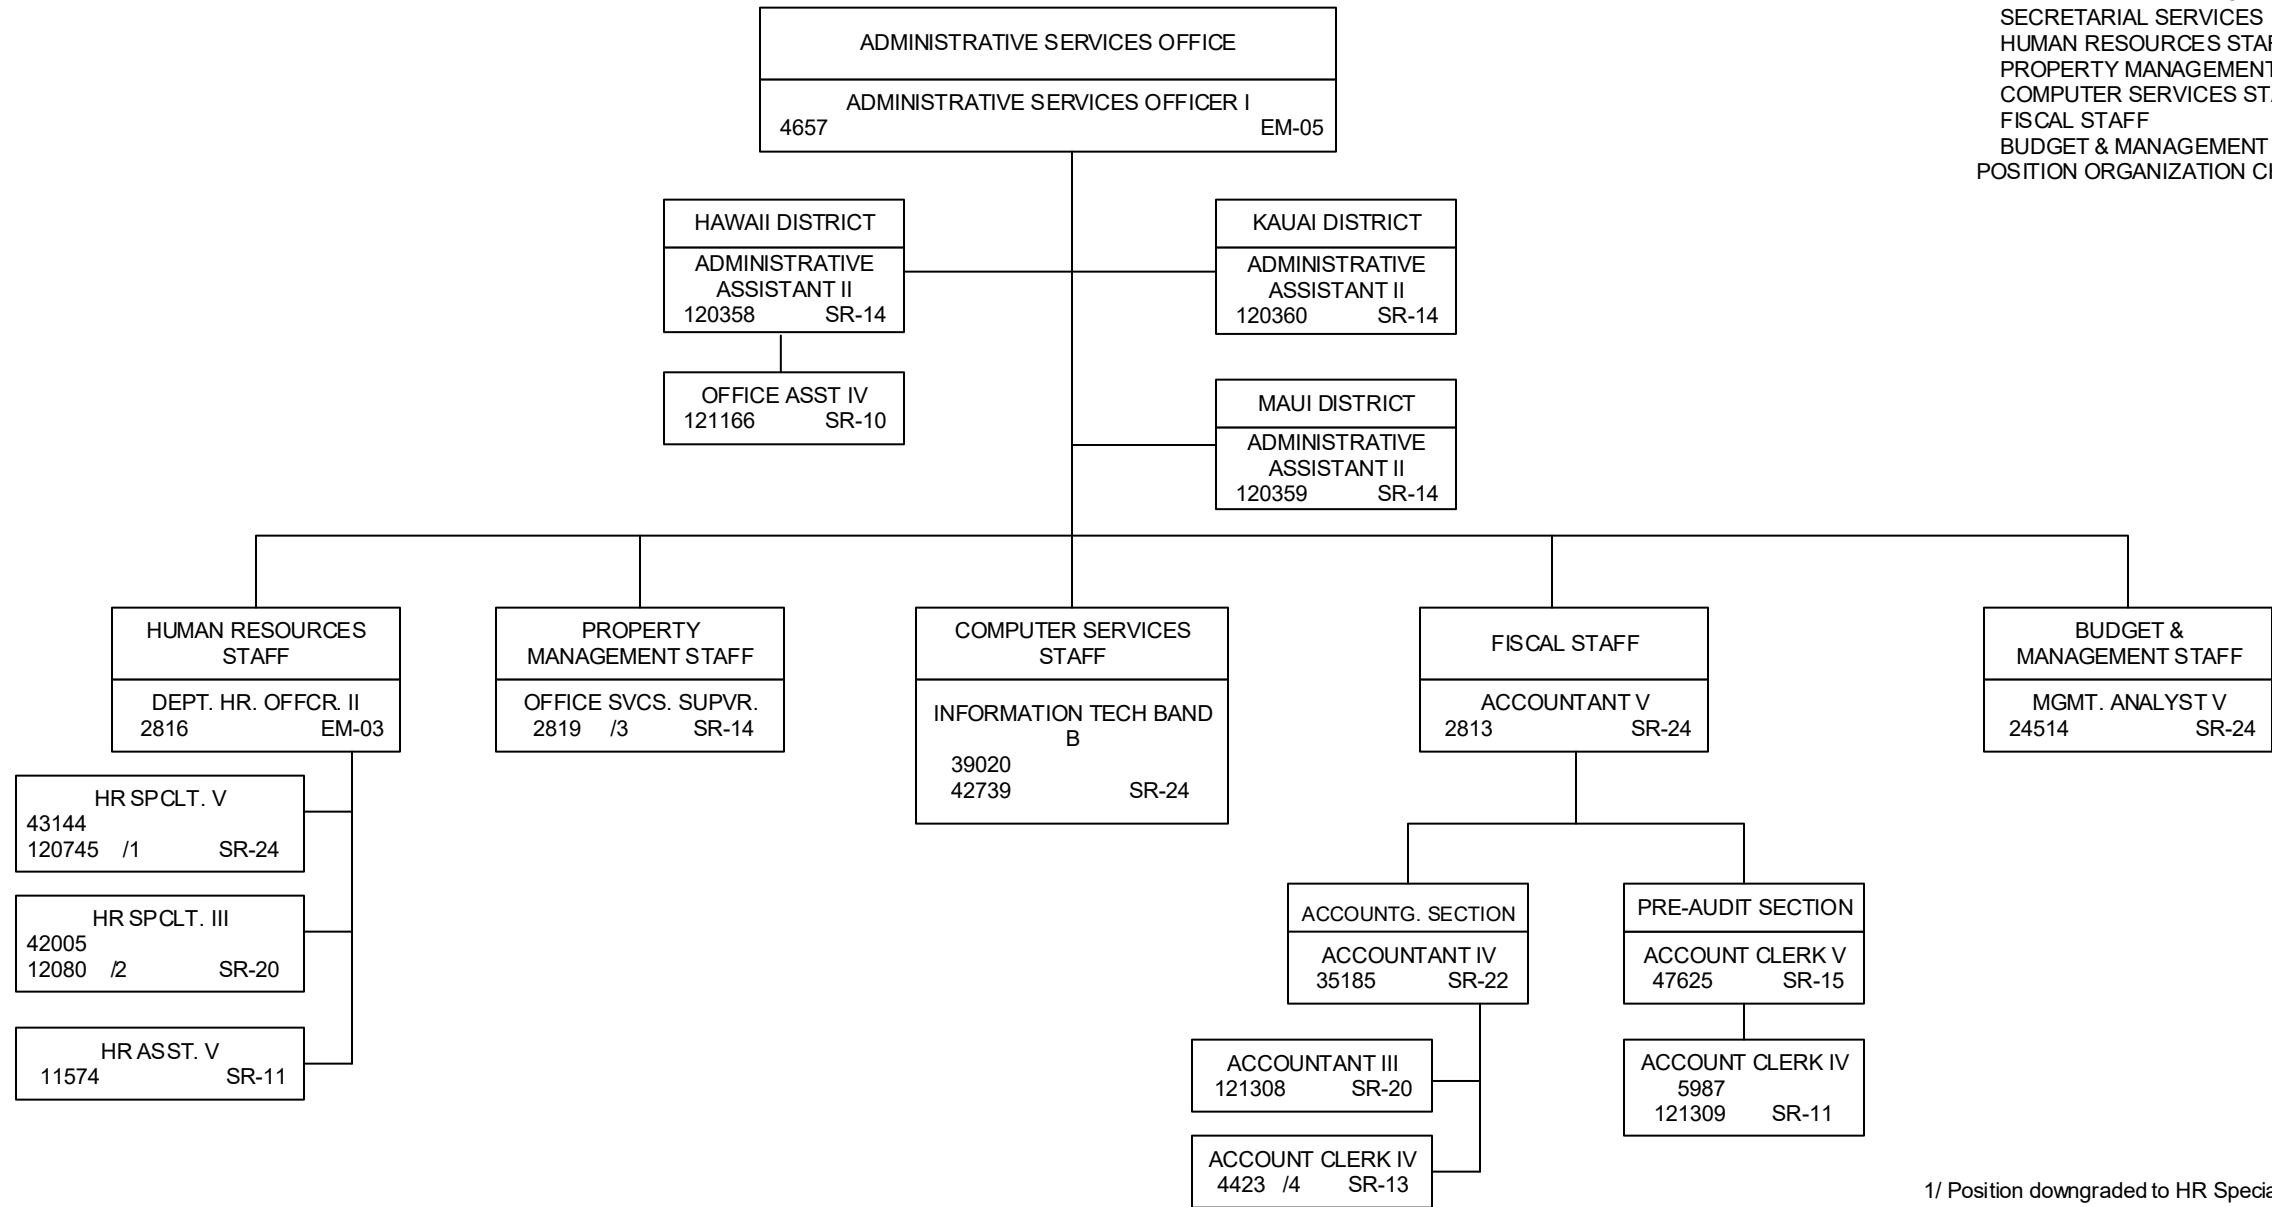 SECRETARIAL SERVICES
HUMAN RESOURCES
PROPERTY MANAGEMENT
COMPUTER SERVICES
FISCAL STAFF
BUDGET & MANAGEMENT
POSITION ORGANIZATION
ADMINISTRATIVE SERVICES OFFICE
ADMINISTRATIVE SERVICES OFFICER I
4657 EM-05
HAWAII DISTRICT
ADMINISTRATIVE
ASSISTANT II
120358 SR-14
OFFICE ASST IV
121166 SR-10
KAUAI DISTRICT
ADMINISTRATIVE
ASSISTANT II
120360 SR-14
MAUI DISTRICT
ADMINISTRATIVE
ASSISTANT II
120359 SR-14
HUMAN RESOURCES
STAFF
DEPT. HR. OFFCR. II
2816 EM-03
HR SPCLT. V
43144
120745 /1 SR-24
HR SPCLT. III
42005
12080 /2 SR-20
HR ASST. V
11574 SR-11
PROPERTY
MANAGEMENT STAFF
OFFICE SVCS. SUPVR.
2819 /3 SR-14
COMPUTER SERVICES
STAFF
INFORMATION TECH BAND
B
39020
42739 SR-24
FISCAL STAFF
ACCOUNTANT V
2813 SR-24
ACCOUNTG. SECTION
ACCOUNTANT IV
35185 SR-22
ACCOUNTANT III
121308 SR-20
ACCOUNT CLERK IV
4423 /4 SR-13
PRE-AUDIT SECTION
ACCOUNT CLERK V
47625 SR-15
ACCOUNT CLERK IV
5987
121309 SR-11
BUDGET &
MANAGEMENT STAFF
MGMT. ANALYST V
24514 SR-24
1/ Position downgraded to HR